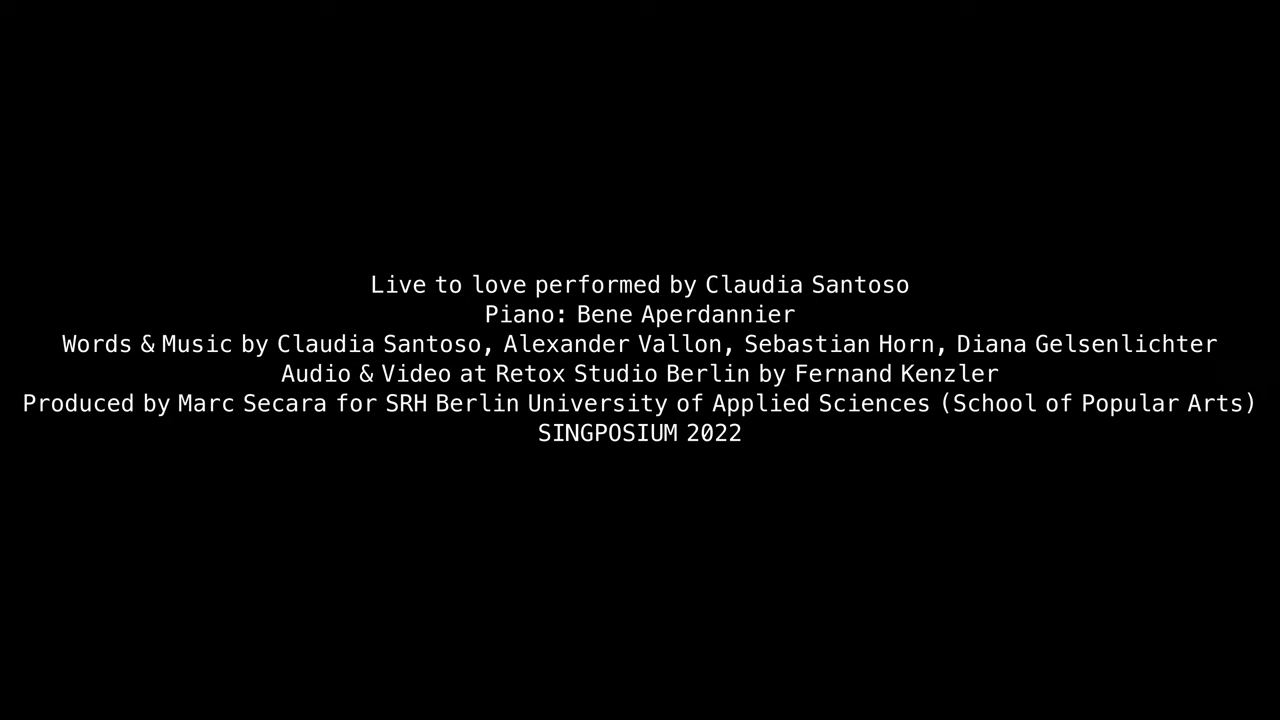 Live to love performed by Claudia Santoso
Piano: Bene Aperdannier
Words & Music by Claudia Santoso, Alexander Vallon, Sebastian Horn, Diana Gelsenlichter
Audio & Video at Retox Studio Berlin by Fernand Kenzler
Produced by Marc Secara for SRH Berlin University of Applied Sciences (School of Popular Arts)
SINGPOSIUM 2022